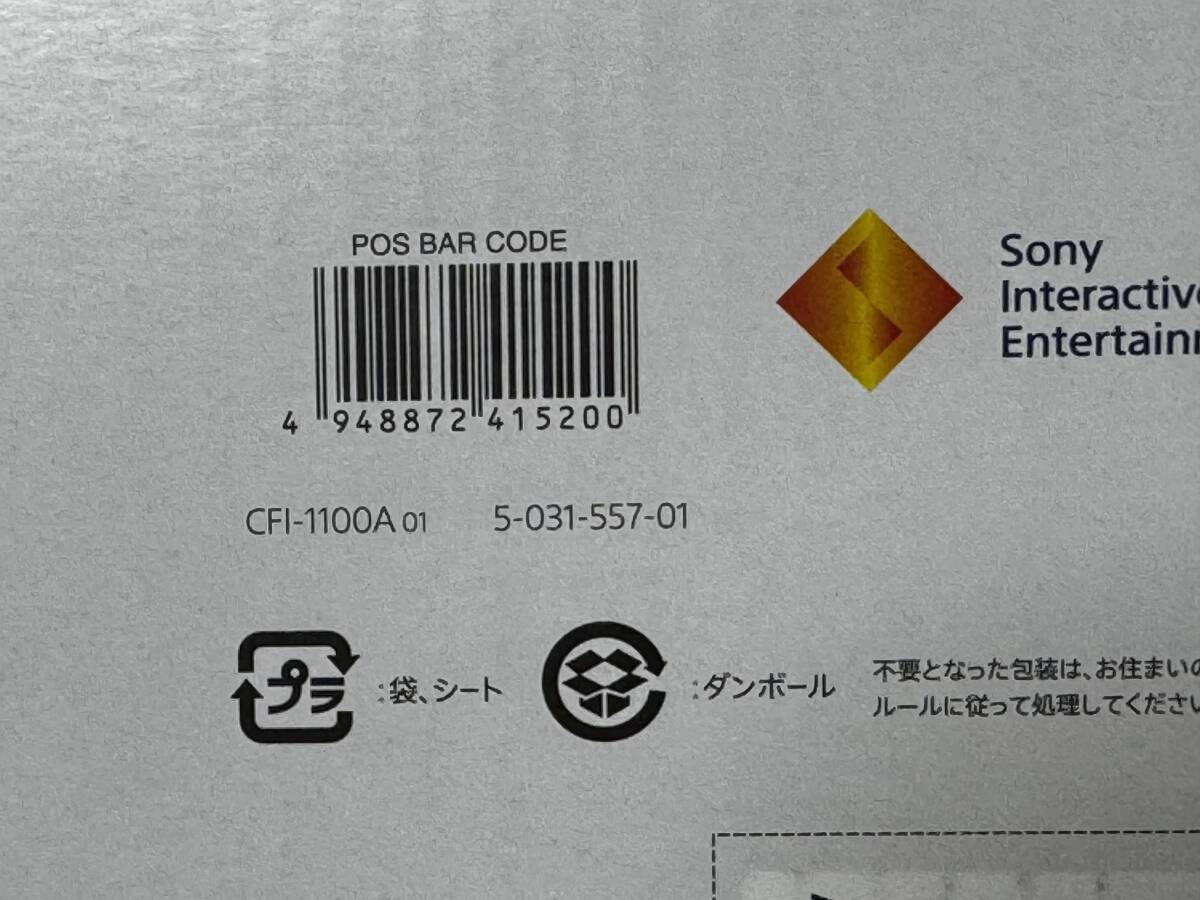 POS BAR CODE
4 948872 415200
Sony
Interactive
Entertainm
CFI-1100A 01 5-031-557-01
プラ :袋、シート :ダンボール
不要となった包装は、お住まいの
ルールに従って処理してください